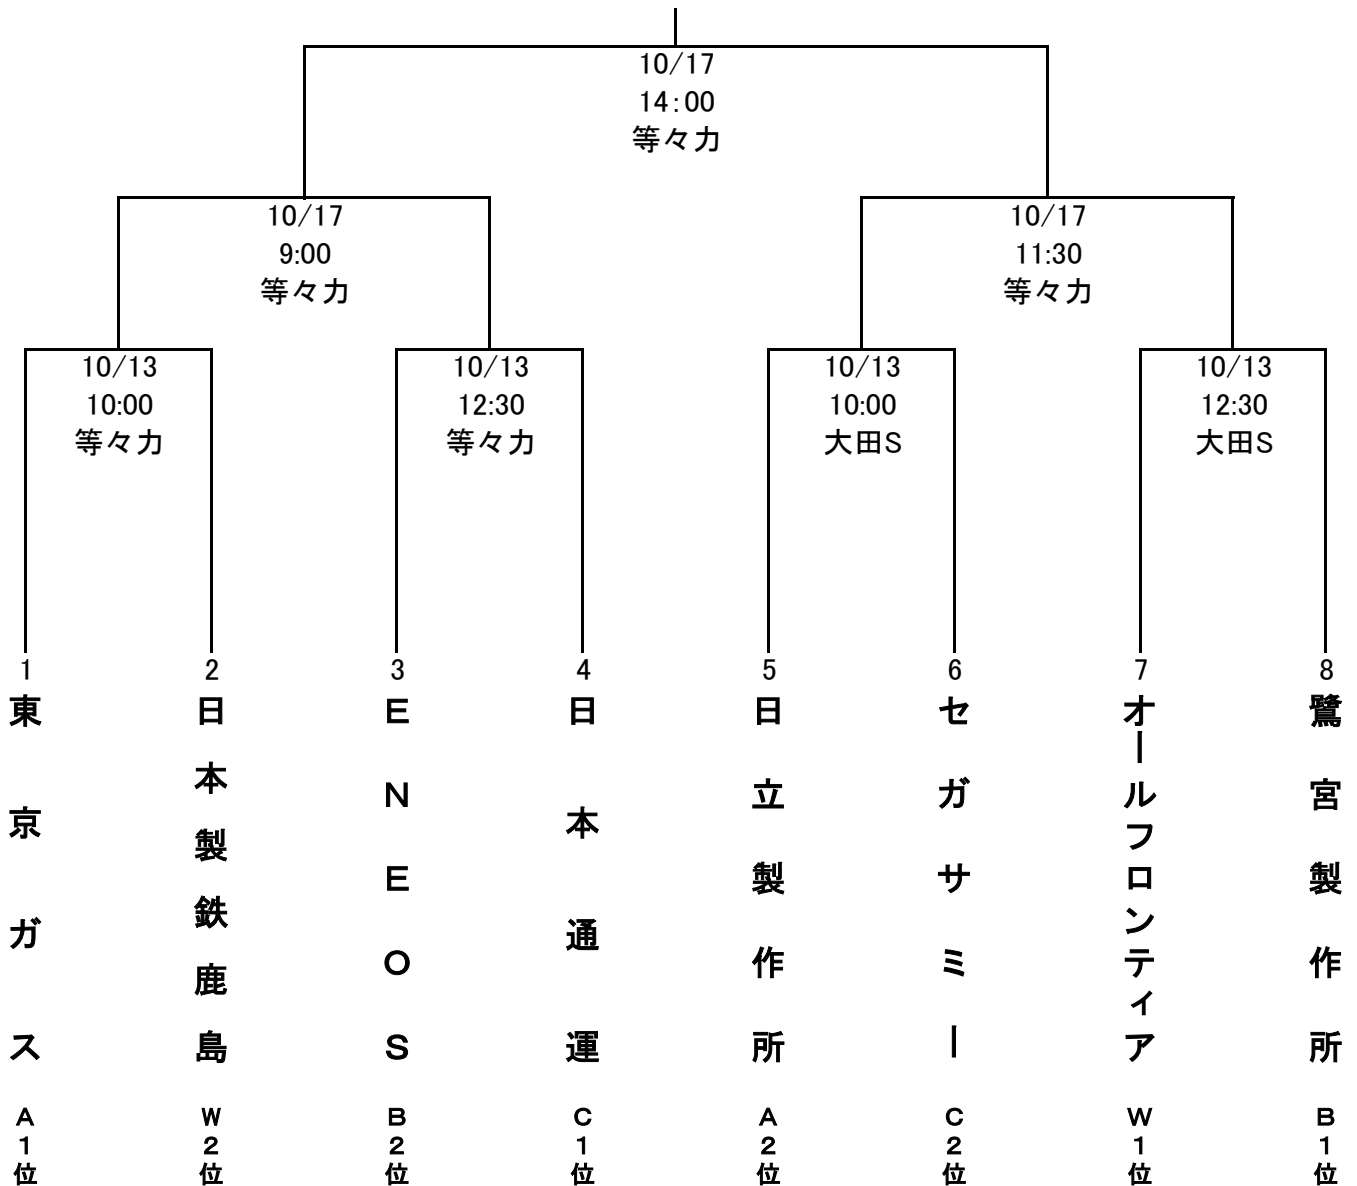 10/17
14:00
等々力
10/17
9:00
等々力
10/17
11:30
等々力
10/13
10:00
等々力
10/13
12:30
等々力
10/13
10:00
大田S
10/13
12:30
大田S
1
2
3
4
5
6
7
8
東京ガス
日本製鉄鹿島
ENEOS
日本通運
日立製作所
セガサミー
オールフロンティア
鷺宮製作所
A1位
W2位
B2位
C1位
A2位
C2位
W1位
B1位